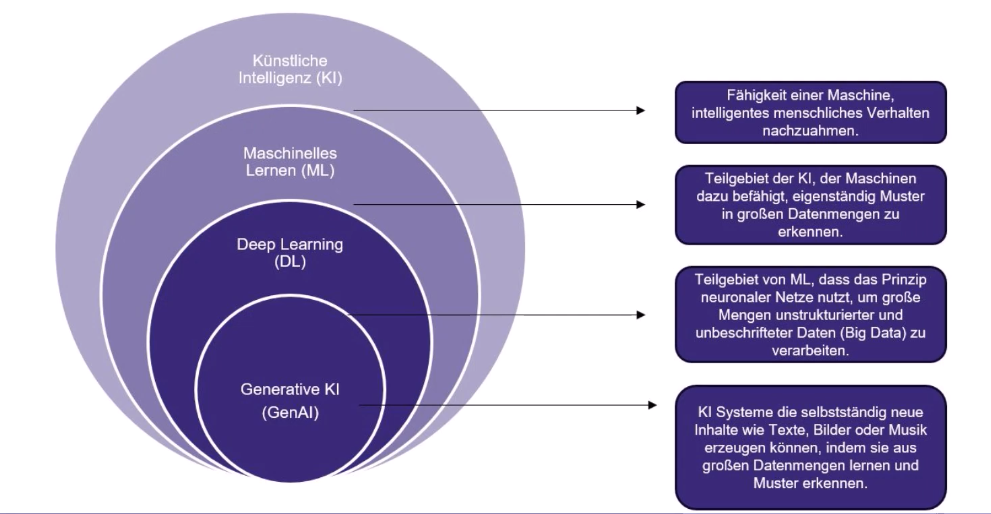 Künstliche
Intelligenz (KI)
Fähigkeit einer Maschine,
intelligentes menschliches Verhalten
nachzuahmen.
Maschinelles
Lernen (ML)
Teilgebiet der KI, der Maschinen
dazu befähigt, eigenständig Muster
in großen Datenmengen zu
erkennen.
Deep Learning
(DL)
Teilgebiet von ML, dass das Prinzip
neuronaler Netze nutzt, um große
Mengen unstrukturierter und
unbeschrifteter Daten (Big Data) zu
verarbeiten.
Generative KI
(GenAI)
KI Systeme die selbstständig neue
Inhalte wie Texte, Bilder oder Musik
erzeugen können, indem sie aus
großen Datenmengen lernen und
Muster erkennen.